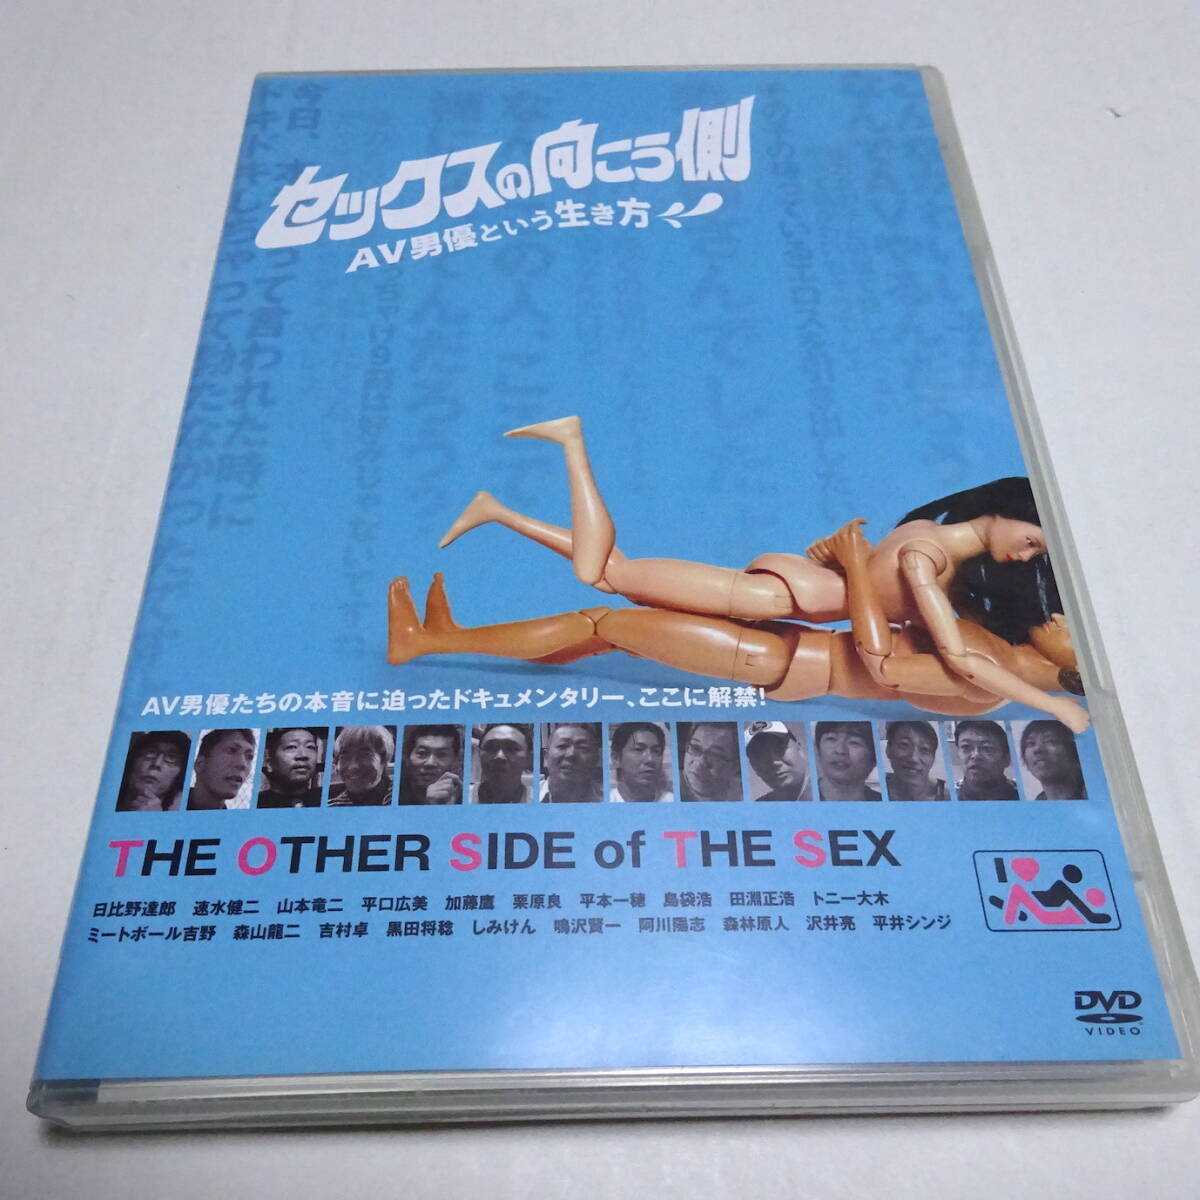 セックスの向こう側
AV男優という生き方
AV男優たちの本音に迫ったドキュメンタリー、ここに解禁!
THE OTHER SIDE of THE SEX
日比野達郎 速水健二 山本竜二 平口広美 加藤鷹 栗原良 平本一穂 島袋浩 田淵正浩 トニー大木
ミートボール吉野 森山龍二 吉村卓 黒田将稔 しみけん 鳴沢賢一 阿川陽志 森林原人 沢井亮 平井シンジ
I
DVD
VIDEO